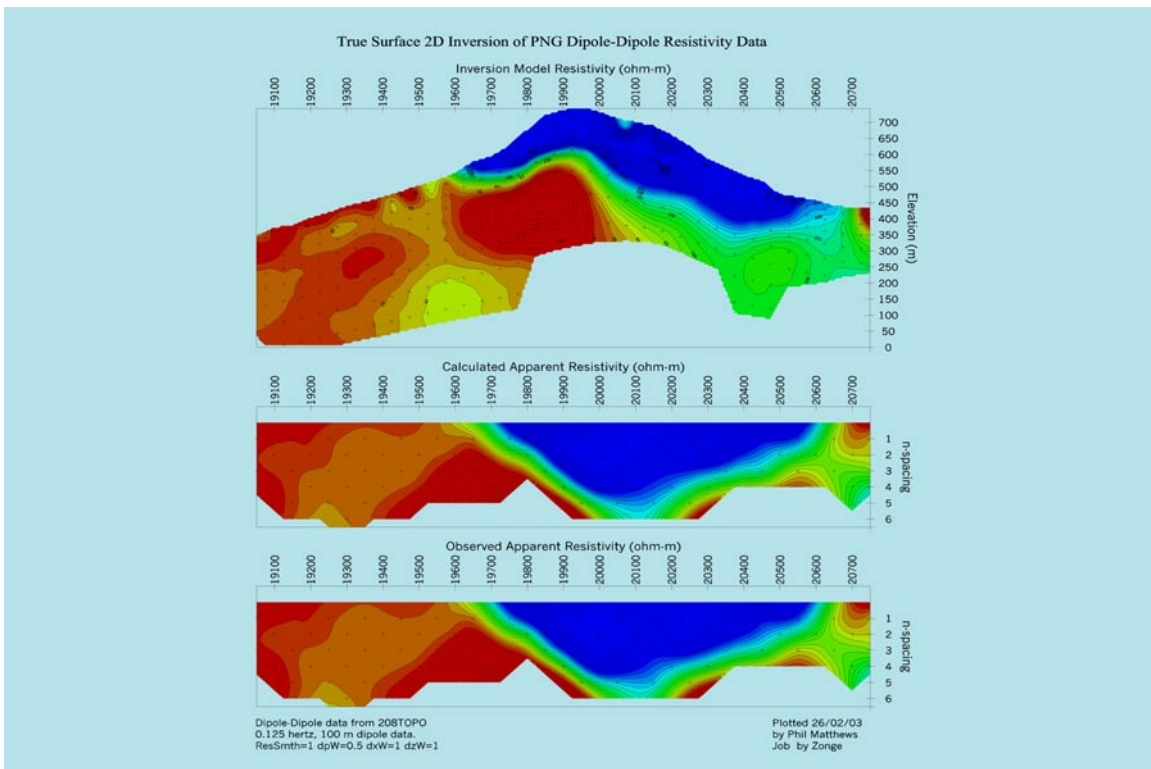 True Surface 2D Inversion of PNG Dipole-Dipole Resistivity Data
Inversion Model Resistivity (ohm-m)
19100 19200 19300 19400 19500 19600 19700 19800 19900 20000 20100 20200 20300 20400 20500 20600 20700
700
650
600
550
500
450
400
350
300
250
200
150
100
50
0
Elevation (m)
Calculated Apparent Resistivity (ohm-m)
19100 19200 19300 19400 19500 19600 19700 19800 19900 20000 20100 20200 20300 20400 20500 20600 20700
1
2
3
4
5
6
n-spacing
Observed Apparent Resistivity (ohm-m)
19100 19200 19300 19400 19500 19600 19700 19800 19900 20000 20100 20200 20300 20400 20500 20600 20700
1
2
3
4
5
6
n-spacing
Dipole-Dipole data from 208TOPO
0.125 hertz, 100 m dipole data.
ResSmth=1 dpW=0.5 dxW=1 dzW=1
Plotted 26/02/03
by Phil Matthews
Job by Zonge